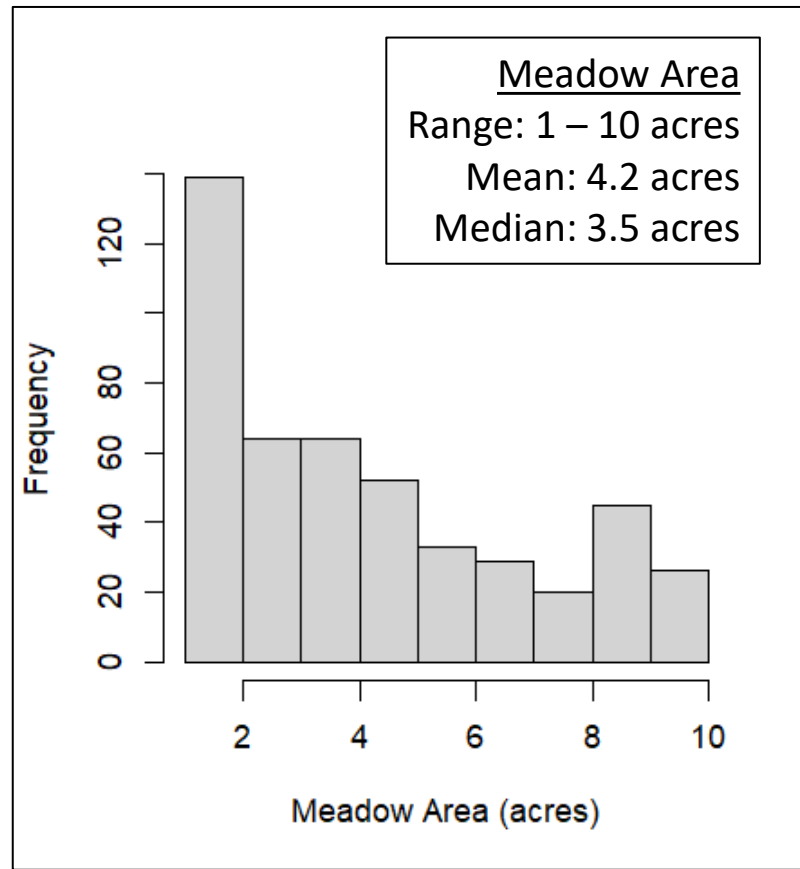 Meadow Area
Range: 1 – 10 acres
Mean: 4.2 acres
Median: 3.5 acres
Frequency
120
80
60
40
20
0
2 4 6 8 10
Meadow Area (acres)